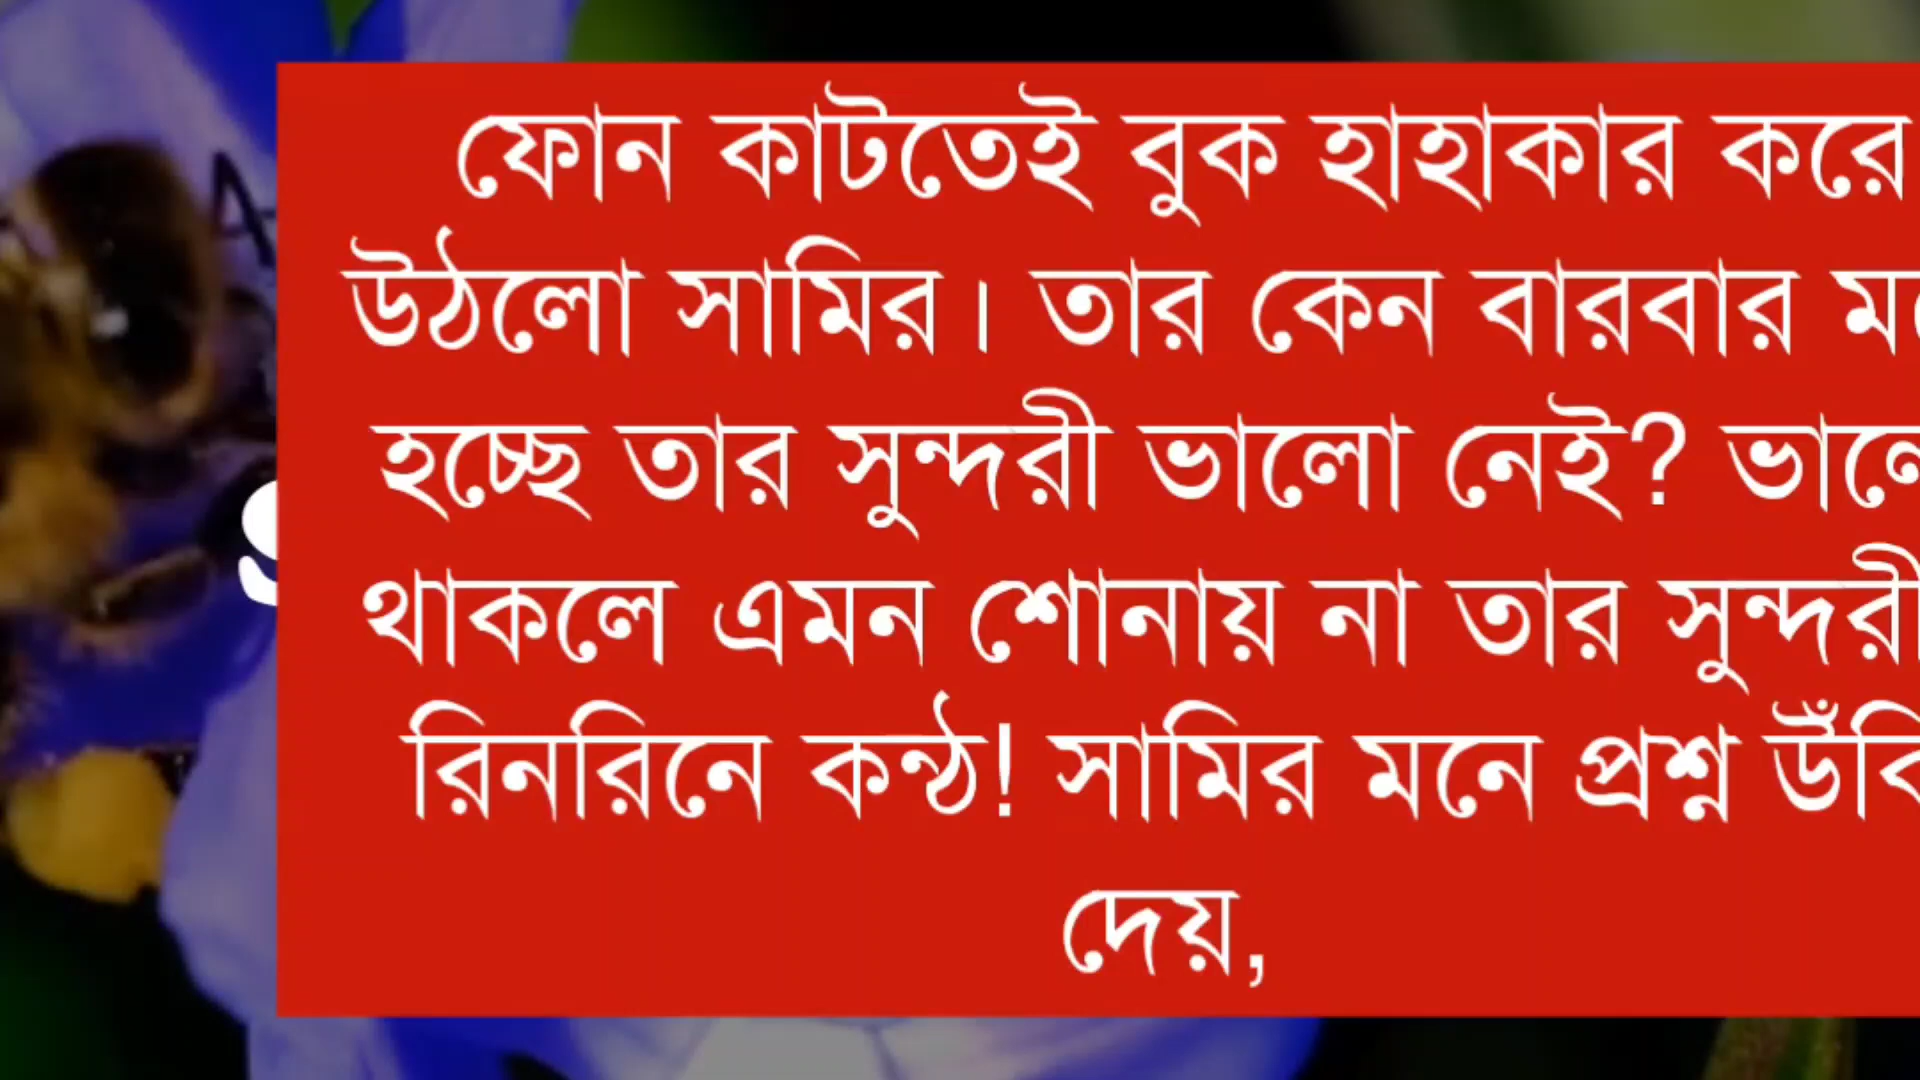 ফোন কাটতেই বুক হাহাকার করে
উঠলো সামির। তার কেন বারবার
হচ্ছে তার সুন্দরী ভালো নেই?
থাকলে এমন শোনায় না তার সুন্দরী
রিনরিনে কন্ঠ! সামির মনে প্রশ্ন
দেয়,